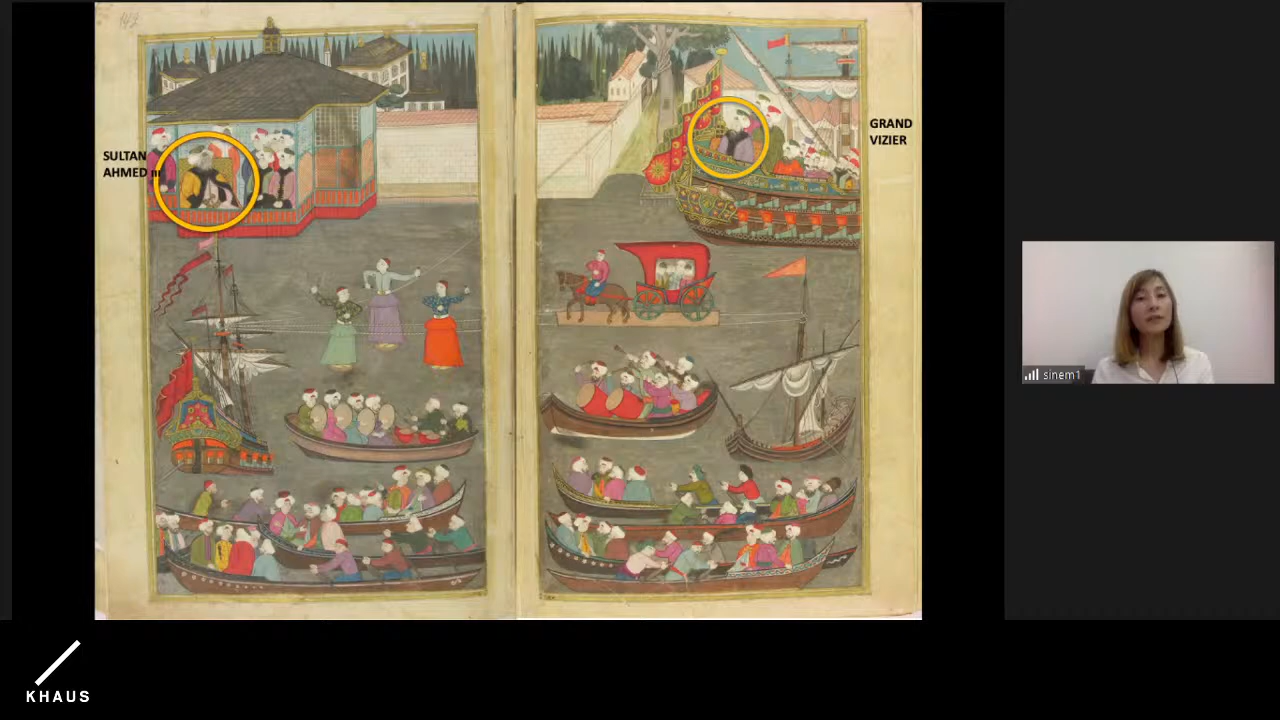 SULTAN
AHMED III
GRAND
VIZIER
sinem1
KHAUS